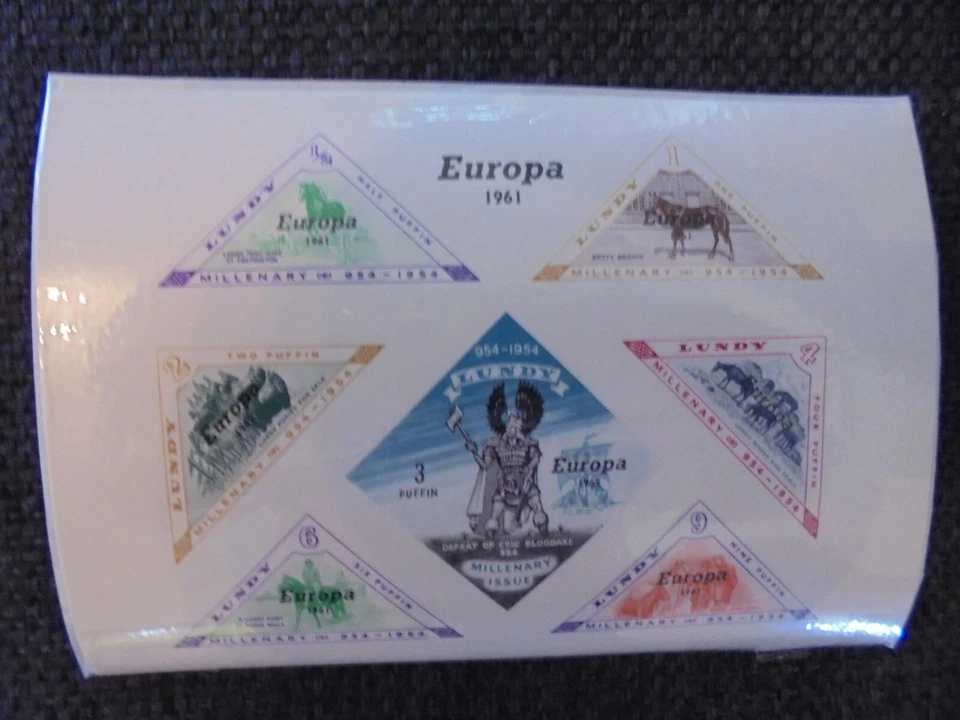 Europa
1961
½
LUNDY
HALF PUFFIN
Europa
1961
MILLENARY 954-1954
1
LUNDY
ONE PUFFIN
Europa
MILLENARY 954-1954
2
TWO PUFFIN
LUNDY
Europa
MILLENARY 954-1954
954-1954
LUNDY
3
PUFFIN
Europa
1961
DEFEAT OF ERIC BLOODAXE
954
MILLENARY
ISSUE
4
LUNDY
FOUR PUFFIN
Europa
MILLENARY 954-1954
6
LUNDY
SIX PUFFIN
Europa
1961
MILLENARY 954-1954
9
LUNDY
NINE PUFFIN
Europa
1961
MILLENARY 954-1954